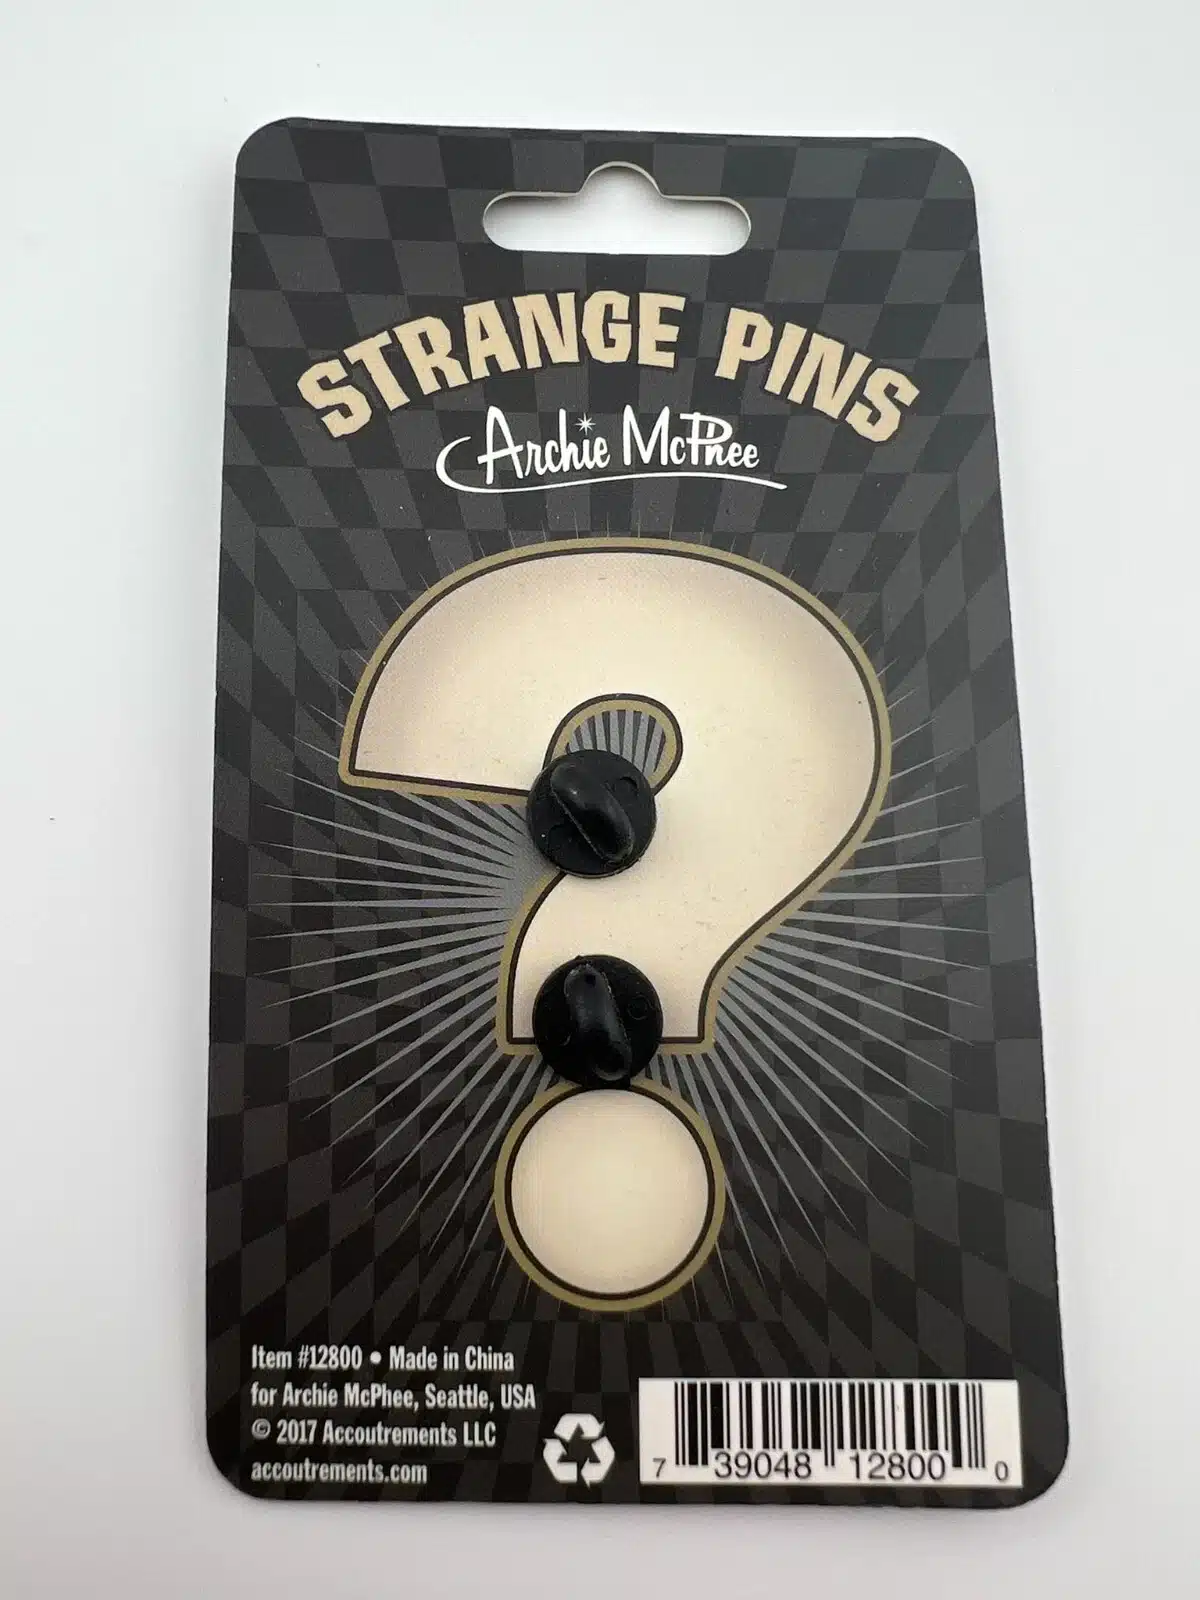 STRANGE PINS
Archie McPhee
?
Item #12800 • Made in China
for Archie McPhee, Seattle, USA
© 2017 Accoutrements LLC
accoutrements.com
7 39048 12800 0